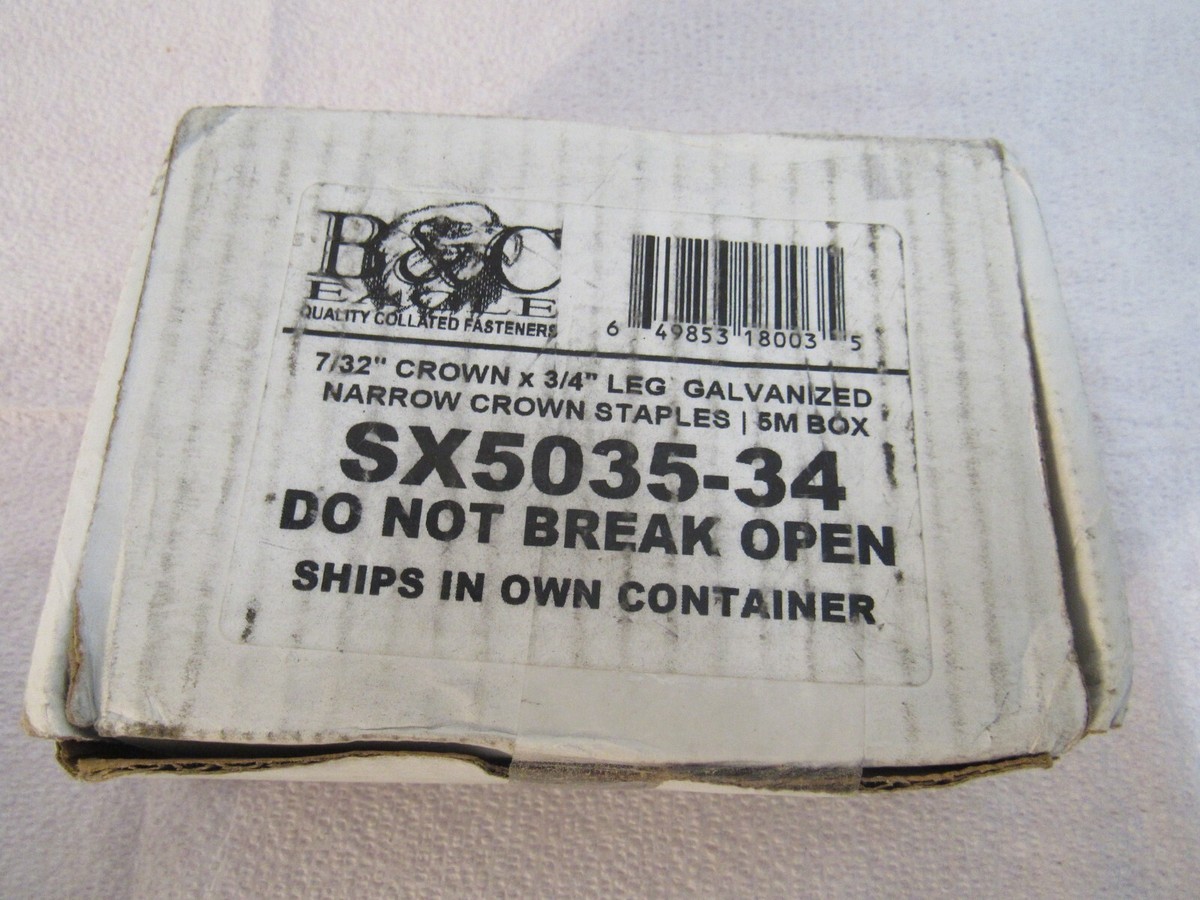 B&C
EAGLE
QUALITY COLLATED FASTENERS
6 49853 18003 5
7/32" CROWN x 3/4" LEG GALVANIZED
NARROW CROWN STAPLES | 5M BOX
SX5035-34
DO NOT BREAK OPEN
SHIPS IN OWN CONTAINER